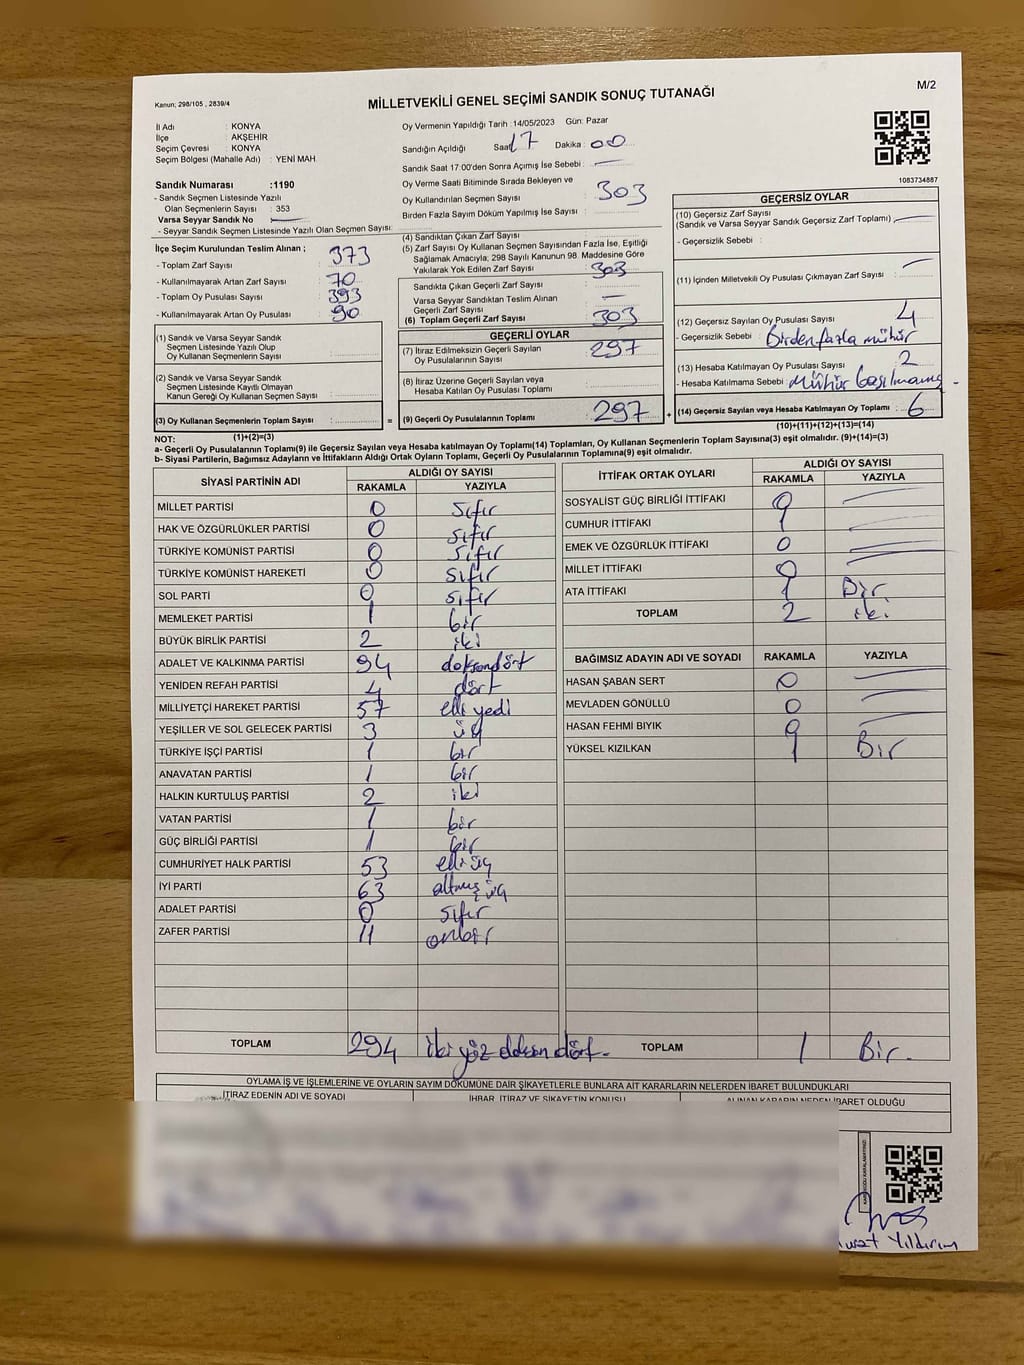 Kanun; 298/105 , 2839/4
MİLLETVEKİLİ GENEL SEÇİMİ SANDIK SONUÇ TUTANAĞI
M/2
İl Adı : KONYA
İlçe : AKŞEHİR
Seçim Çevresi : KONYA
Seçim Bölgesi (Mahalle Adı) : YENİ MAH.
Sandık Numarası :1190
- Sandık Seçmen Listesinde Yazılı
Olan Seçmenlerin Sayısı : 353
Varsa Seyyar Sandık No
- Seyyar Sandık Seçmen Listesinde Yazılı Olan Seçmen Sayısı:
Oy Vermenin Yapıldığı Tarih :14/05/2023 Gün: Pazar
Sandığın Açıldığı Saat 17 Dakika : 00
Sandık Saat 17:00'den Sonra Açımış İse Sebebi : —
Oy Verme Saati Bitiminde Sırada Bekleyen ve
Oy Kullandırılan Seçmen Sayısı : 303
Birden Fazla Sayım Döküm Yapılmış İse Sayısı :
1083734887
İlçe Seçim Kurulundan Teslim Alınan ;
- Toplam Zarf Sayısı : 373
- Kullanılmayarak Artan Zarf Sayısı : 70
- Toplam Oy Pusulası Sayısı : 393
- Kullanılmayarak Artan Oy Pusulası : 90
(4) Sandıktan Çıkan Zarf Sayısı :
(5) Zarf Sayısı Oy Kullanan Seçmen Sayısından Fazla İse, Eşitliği
Sağlamak Amacıyla; 298 Sayılı Kanunun 98. Maddesine Göre
Yakılarak Yok Edilen Zarf Sayısı : 303
Sandıkta Çıkan Geçerli Zarf Sayısı :
Varsa Seyyar Sandıktan Teslim Alınan
Geçerli Zarf Sayısı : —
(6) Toplam Geçerli Zarf Sayısı : 303
GEÇERSİZ OYLAR
(10) Geçersiz Zarf Sayısı
(Sandık ve Varsa Seyyar Sandık Geçersiz Zarf Toplamı) : —
- Geçersizlik Sebebi :
(11) İçinden Milletvekili Oy Pusulası Çıkmayan Zarf Sayısı : —
(12) Geçersiz Sayılan Oy Pusulası Sayısı : 4
- Geçersizlik Sebebi : Birden fazla mühür
(13) Hesaba Katılmayan Oy Pusulası Sayısı : 2
- Hesaba Katılmama Sebebi : Mühür basılmamış -
(14) Geçersiz Sayılan veya Hesaba Katılmayan Oy Toplamı : 6
(10)+(11)+(12)+(13)=(14)
(1) Sandık ve Varsa Seyyar Sandık
Seçmen Listesinde Yazılı Olup
Oy Kullanan Seçmenlerin Sayısı :
(2) Sandık ve Varsa Seyyar Sandık
Seçmen Listesinde Kayıtlı Olmayan
Kanun Gereği Oy Kullanan Seçmen Sayısı :
(3) Oy Kullanan Seçmenlerin Toplam Sayısı :
(1)+(2)=(3)
=
GEÇERLİ OYLAR
(7) İtiraz Edilmeksizin Geçerli Sayılan
Oy Pusulalarının Sayısı : 297
(8) İtiraz Üzerine Geçerli Sayılan veya
Hesaba Katılan Oy Pusulalarının Sayısı :
(9) Geçerli Oy Pusulalarının Toplamı : 297
+
NOT:
a- Geçerli Oy Pusulalarının Toplamı(9) ile Geçersiz Sayılan veya Hesaba katılmayan Oy Toplamı(14) Toplamları, Oy Kullanan Seçmenlerin Toplam Sayısına(3) eşit olmalıdır. (9)+(14)=(3)
b- Siyasi Partilerin, Bağımsız Adayların ve İttifakların Aldığı Ortak Oyların Toplamı, Geçerli Oy Pusulalarının Toplamına(9) eşit olmalıdır.
SİYASİ PARTİNİN ADI ALDIĞI OY SAYISI
RAKAMLA YAZIYLA
MİLLET PARTİSİ 0 sıfır
HAK VE ÖZGÜRLÜKLER PARTİSİ 0 sıfır
TÜRKİYE KOMÜNİST PARTİSİ 0 sıfır
TÜRKİYE KOMÜNİST HAREKETİ 0 sıfır
SOL PARTİ 0 sıfır
MEMLEKET PARTİSİ 1 bir
BÜYÜK BİRLİK PARTİSİ 2 iki
ADALET VE KALKINMA PARTİSİ 94 doksandört
YENİDEN REFAH PARTİSİ 4 dört
MİLLİYETÇİ HAREKET PARTİSİ 57 elli yedi
YEŞİLLER VE SOL GELECEK PARTİSİ 3 üç
TÜRKİYE İŞÇİ PARTİSİ 1 bir
ANAVATAN PARTİSİ 1 bir
HALKIN KURTULUŞ PARTİSİ 2 iki
VATAN PARTİSİ 1 bir
GÜÇ BİRLİĞİ PARTİSİ 1 bir
CUMHURİYET HALK PARTİSİ 53 elli üç
İYİ PARTİ 63 altmış üç
ADALET PARTİSİ 0 sıfır
ZAFER PARTİSİ 11 onbir
TOPLAM 294 iki yöz doksen dört.
İTTİFAK ORTAK OYLARI ALDIĞI OY SAYISI
RAKAMLA YAZIYLA
SOSYALİST GÜÇ BİRLİĞİ İTTİFAKI 0 —
CUMHUR İTTİFAKI 1 —
EMEK VE ÖZGÜRLÜK İTTİFAKI 0 —
MİLLET İTTİFAKI 0 —
ATA İTTİFAKI 1 Bir
TOPLAM 2 iki
BAĞIMSIZ ADAYIN ADI VE SOYADI RAKAMLA YAZIYLA
HASAN ŞABAN SERT 0 —
MEVLADEN GÖNÜLLÜ 0 —
HASAN FEHMI BIYIK 0 —
YÜKSEL KIZILKAN 1 Bir
TOPLAM 1 Bir.
OYLAMA İŞ VE İŞLEMLERİNE VE OYLARIN SAYIM DÖKÜMÜNE DAİR ŞİKAYETLERLE BUNLARA AİT KARARLARIN NELERDEN İBARET BULUNDUKLARI
İTİRAZ EDENİN ADI VE SOYADI İHBAR, İTİRAZ VE ŞİKAYETİN KONUSU ALINAN KARARIN NEDEN İBARET OLDUĞU
Yıldırım